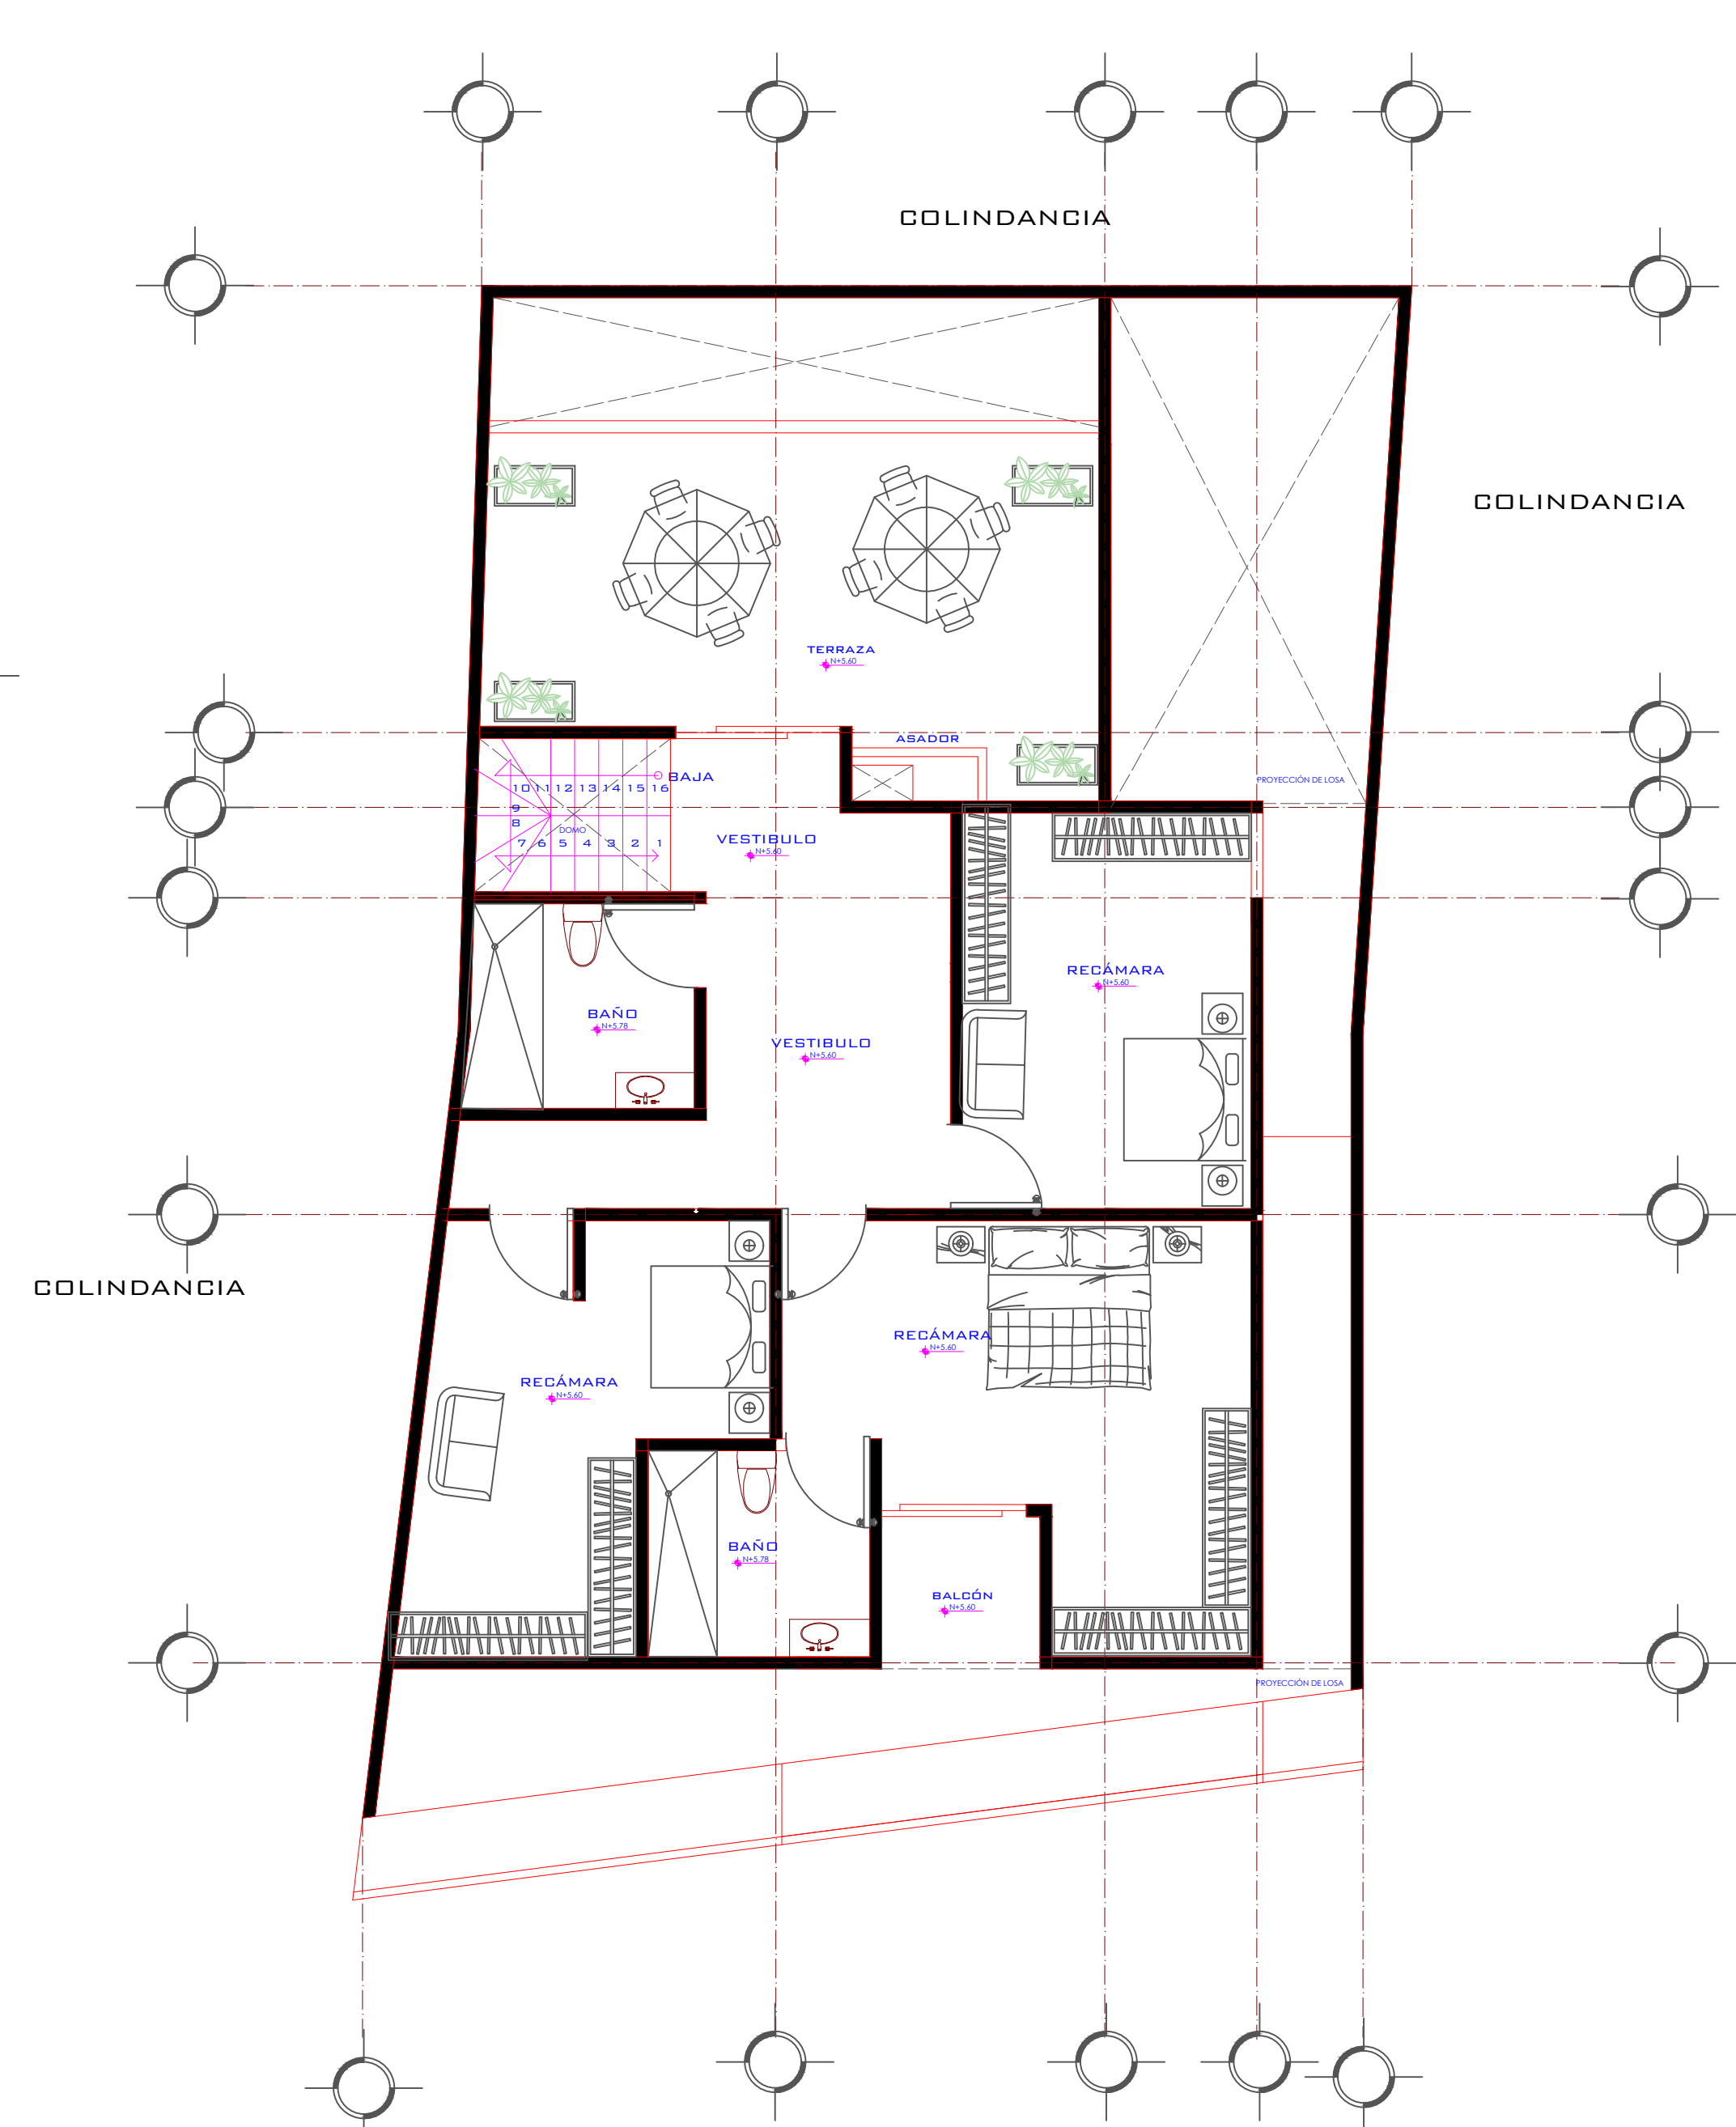 COLINDANCIA
COLINDANCIA
TERRAZA
N+5.60
ASADOR
BAJA
PROYECCIÓN DE LOSA
10 11 12 13 14 15 16
9
8
DOMO
7 6 5 4 3 2 1
VESTIBULO
N+5.60
RECÁMARA
N+5.60
BAÑO
N+5.78
VESTIBULO
N+5.60
COLINDANCIA
RECÁMARA
N+5.60
RECÁMARA
N+5.60
BAÑO
N+5.78
BALCÓN
N+5.60
PROYECCIÓN DE LOSA